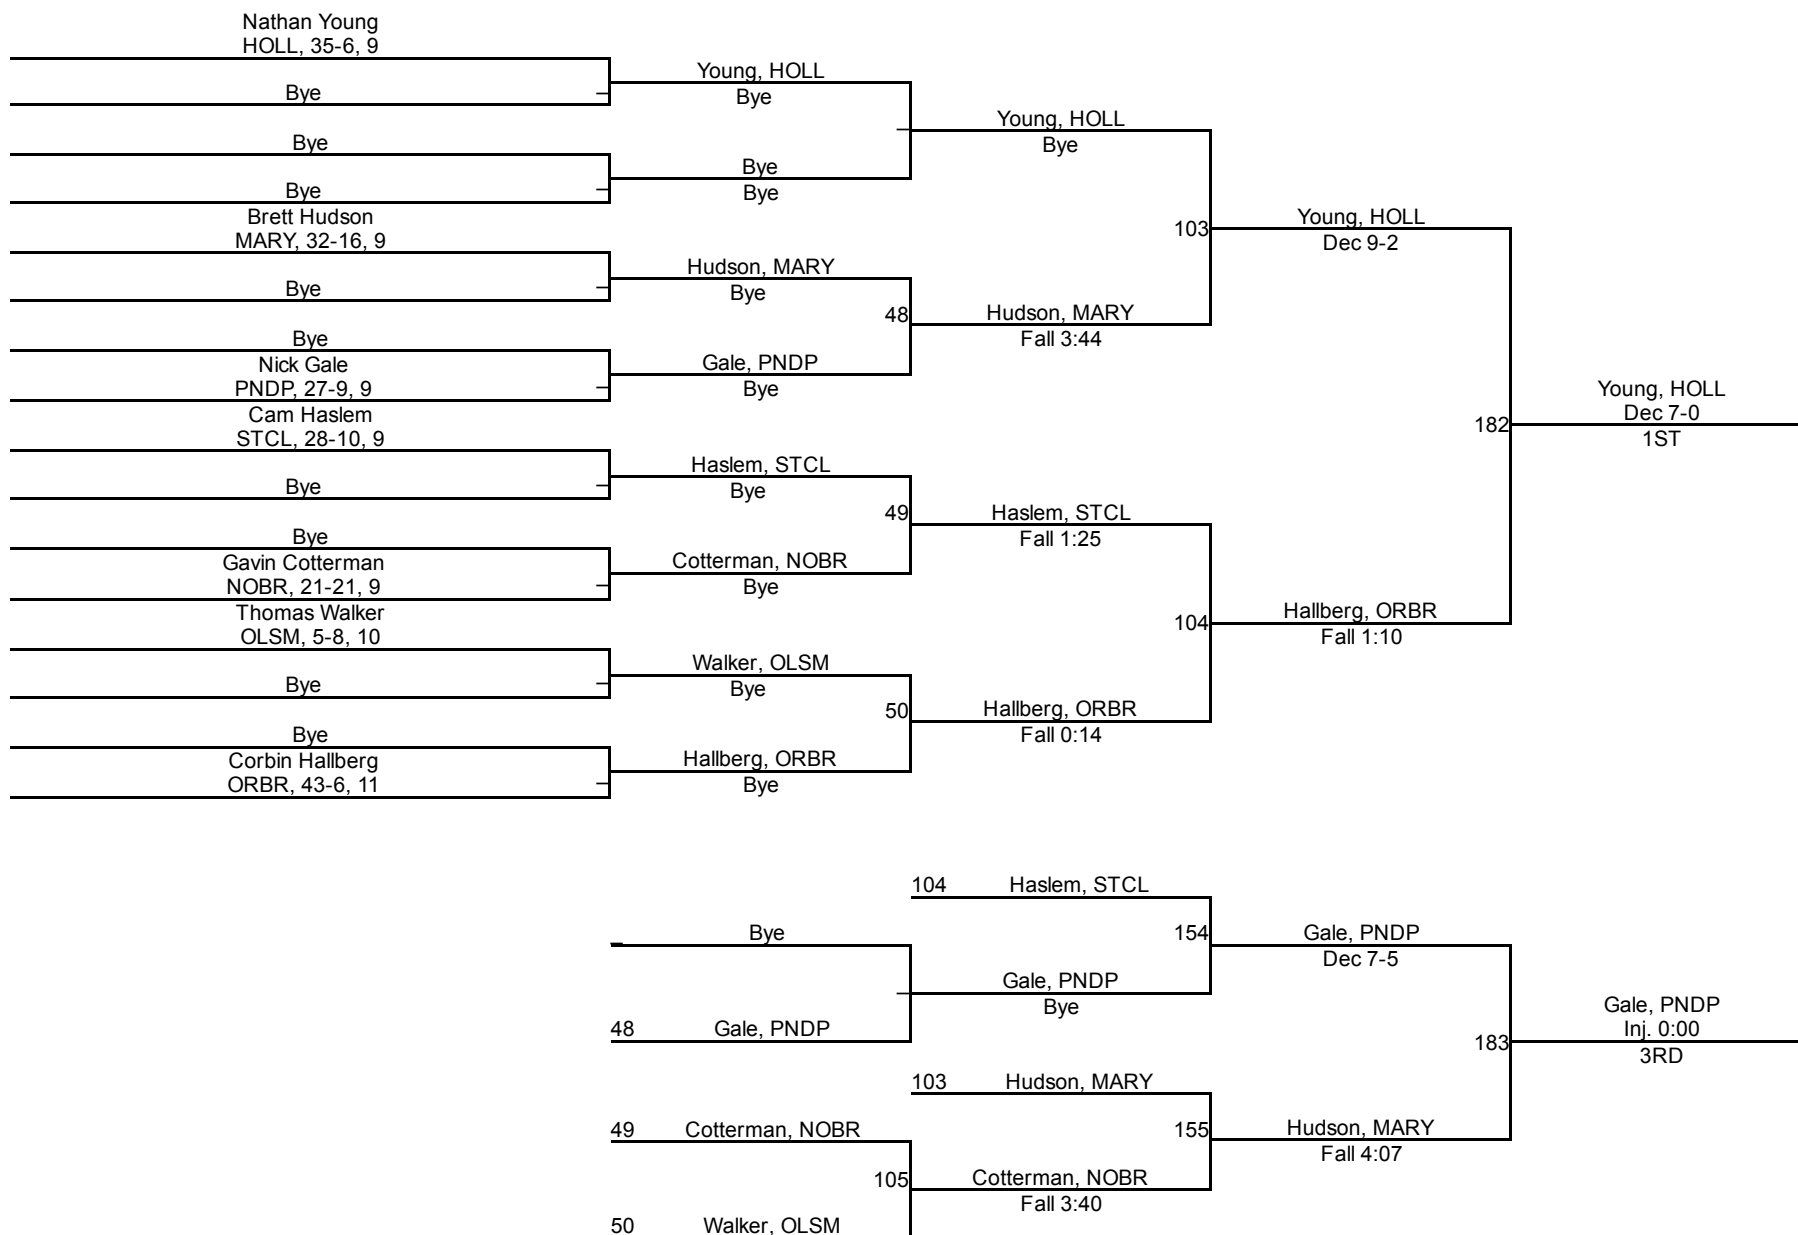 Nathan Young
HOLL, 35-6, 9
Bye
Bye
Bye
Brett Hudson
MARY, 32-16, 9
Bye
Bye
Nick Gale
PNDP, 27-9, 9
Cam Haslem
STCL, 28-10, 9
Bye
Bye
Gavin Cotterman
NOBR, 21-21, 9
Thomas Walker
OLSM, 5-8, 10
Bye
Bye
Corbin Hallberg
ORBR, 43-6, 11
Young, HOLL
Bye
Bye
Bye
Hudson, MARY
Bye
48
Gale, PNDP
Bye
Haslem, STCL
Bye
49
Cotterman, NOBR
Bye
Walker, OLSM
Bye
50
Hallberg, ORBR
Bye
Young, HOLL
Bye
103
Hudson, MARY
Fall 3:44
Haslem, STCL
Fall 1:25
104
Hallberg, ORBR
Fall 0:14
Young, HOLL
Dec 9-2
182
Hallberg, ORBR
Fall 1:10
Young, HOLL
Dec 7-0
1ST
104 Haslem, STCL
Bye
154
Gale, PNDP
Bye
48 Gale, PNDP
Gale, PNDP
Dec 7-5
103 Hudson, MARY
49 Cotterman, NOBR
155
105
Cotterman, NOBR
Fall 3:40
50 Walker, OLSM
Hudson, MARY
Fall 4:07
183
Gale, PNDP
Inj. 0:00
3RD